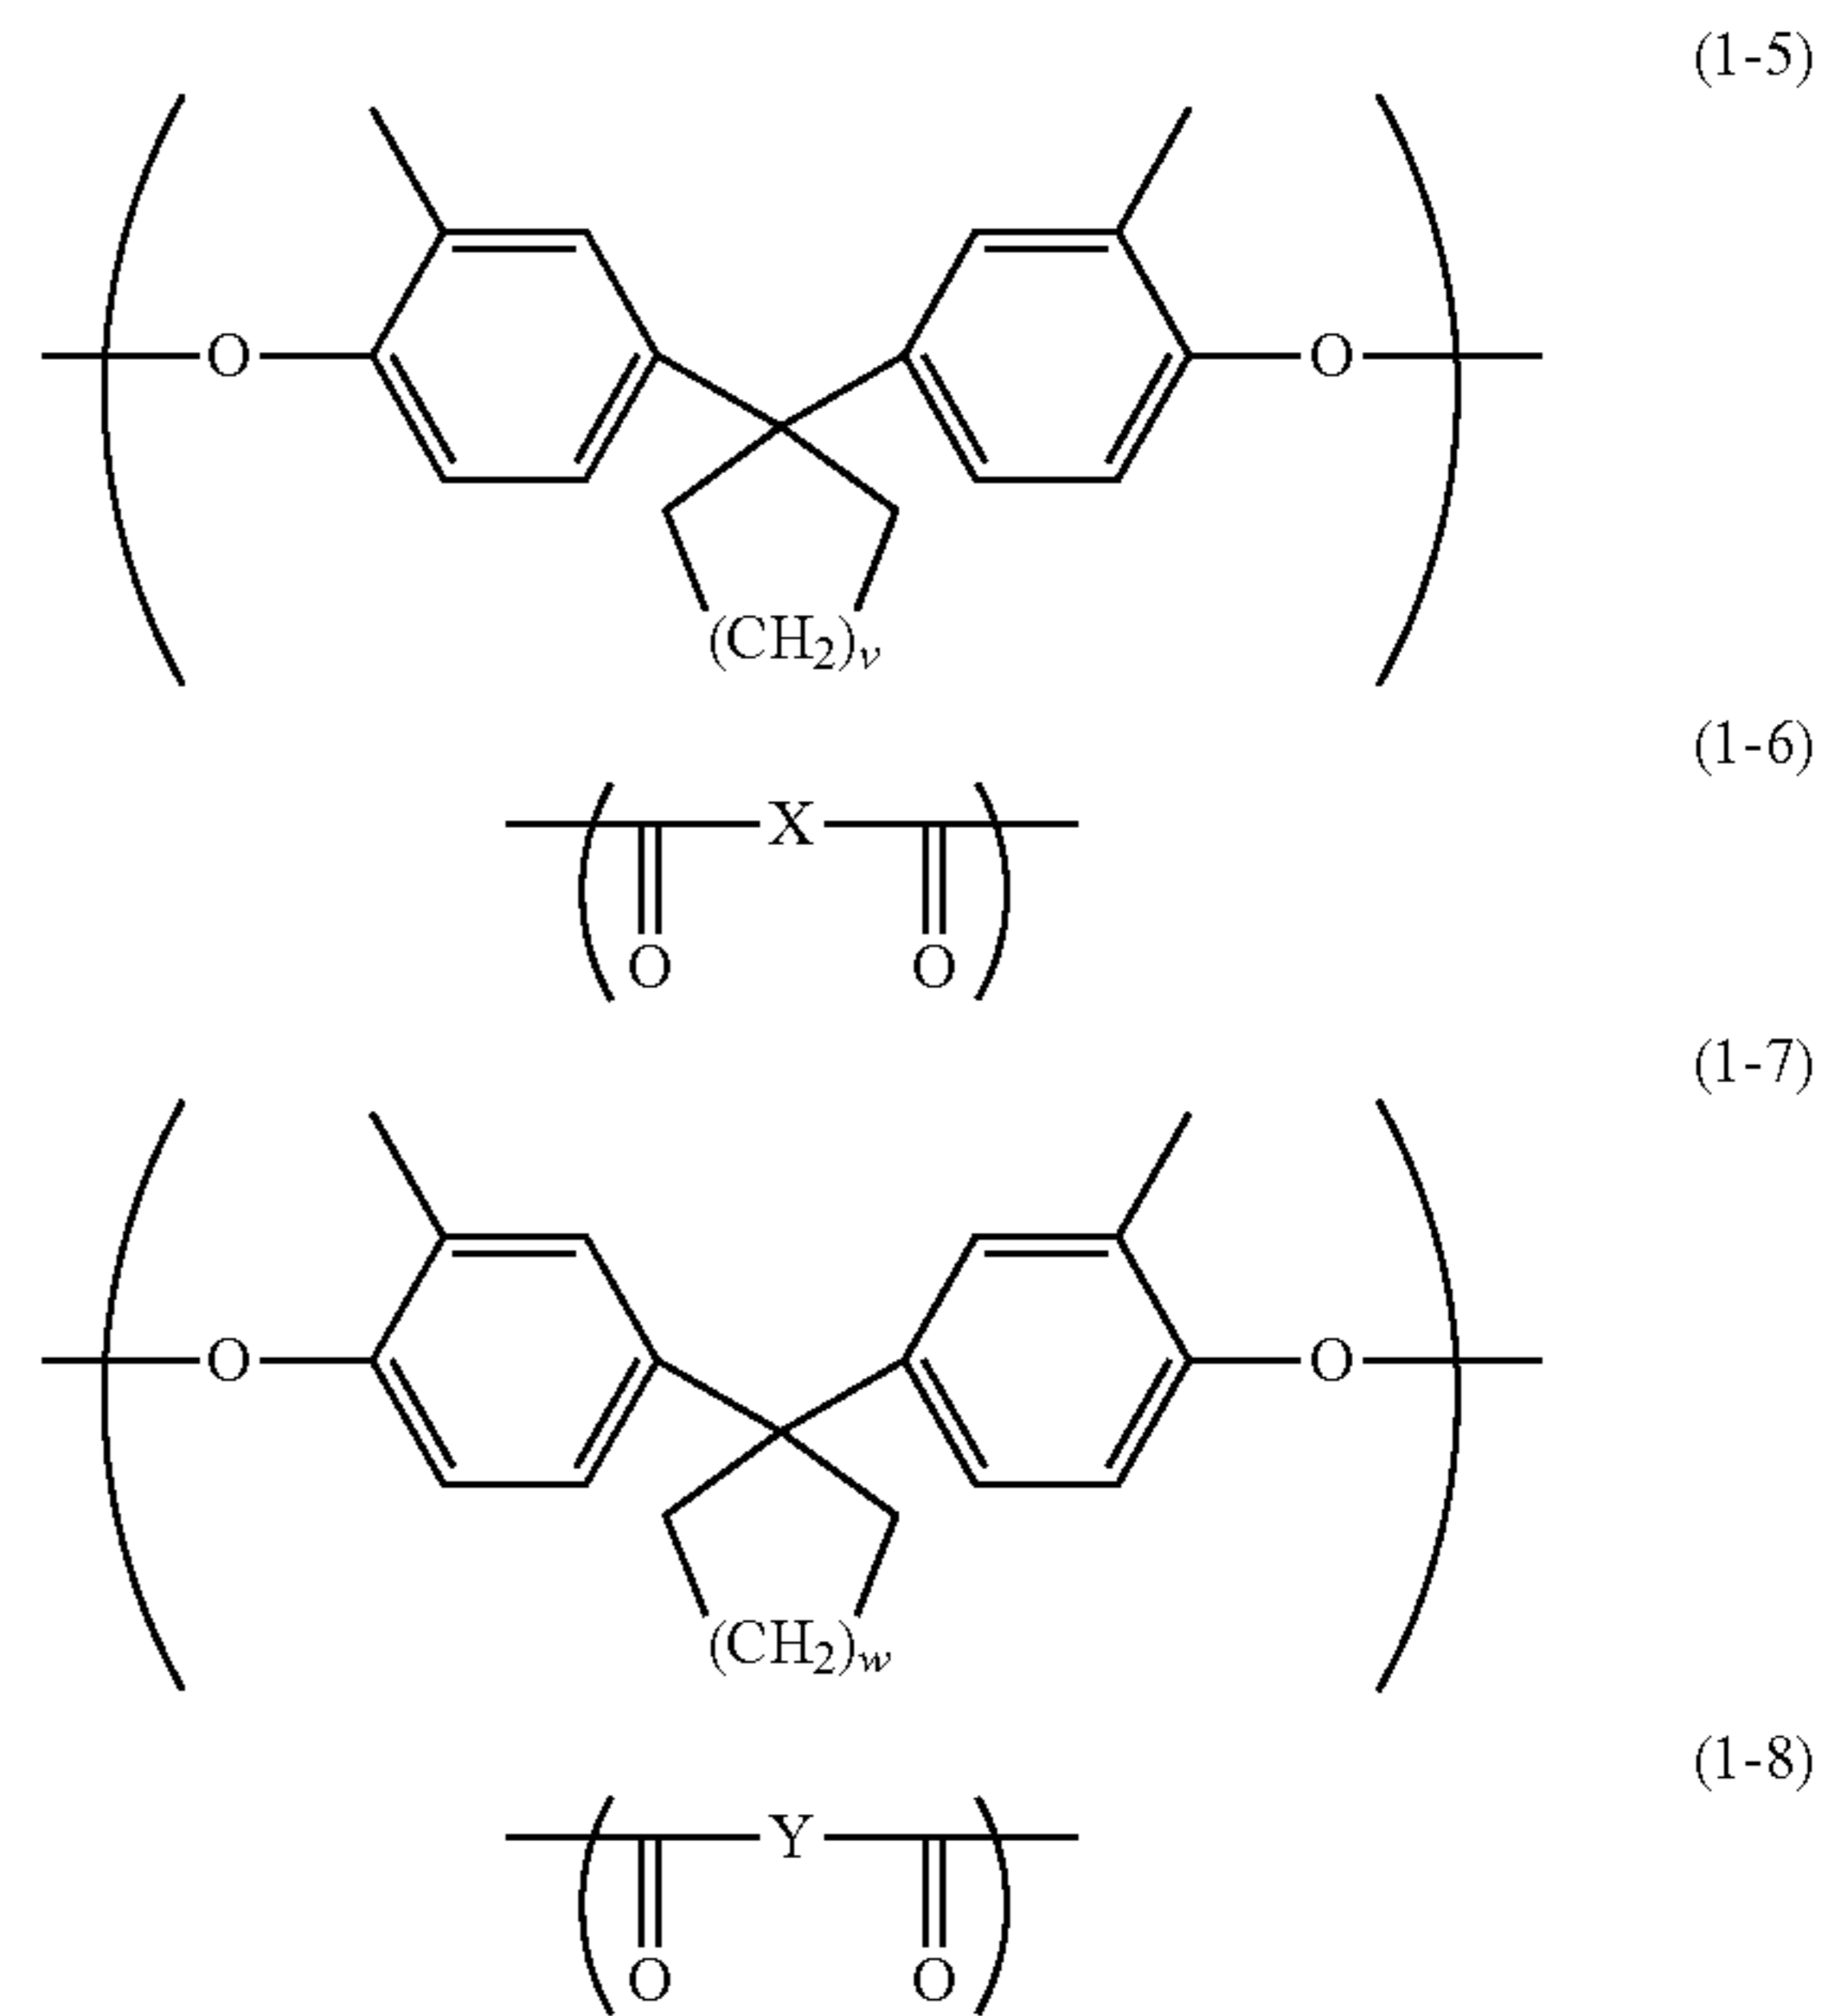 (1-5)
O O
(CH2)v
(1-6)
X
O O
(1-7)
O O
(CH2)w
(1-8)
Y
O O